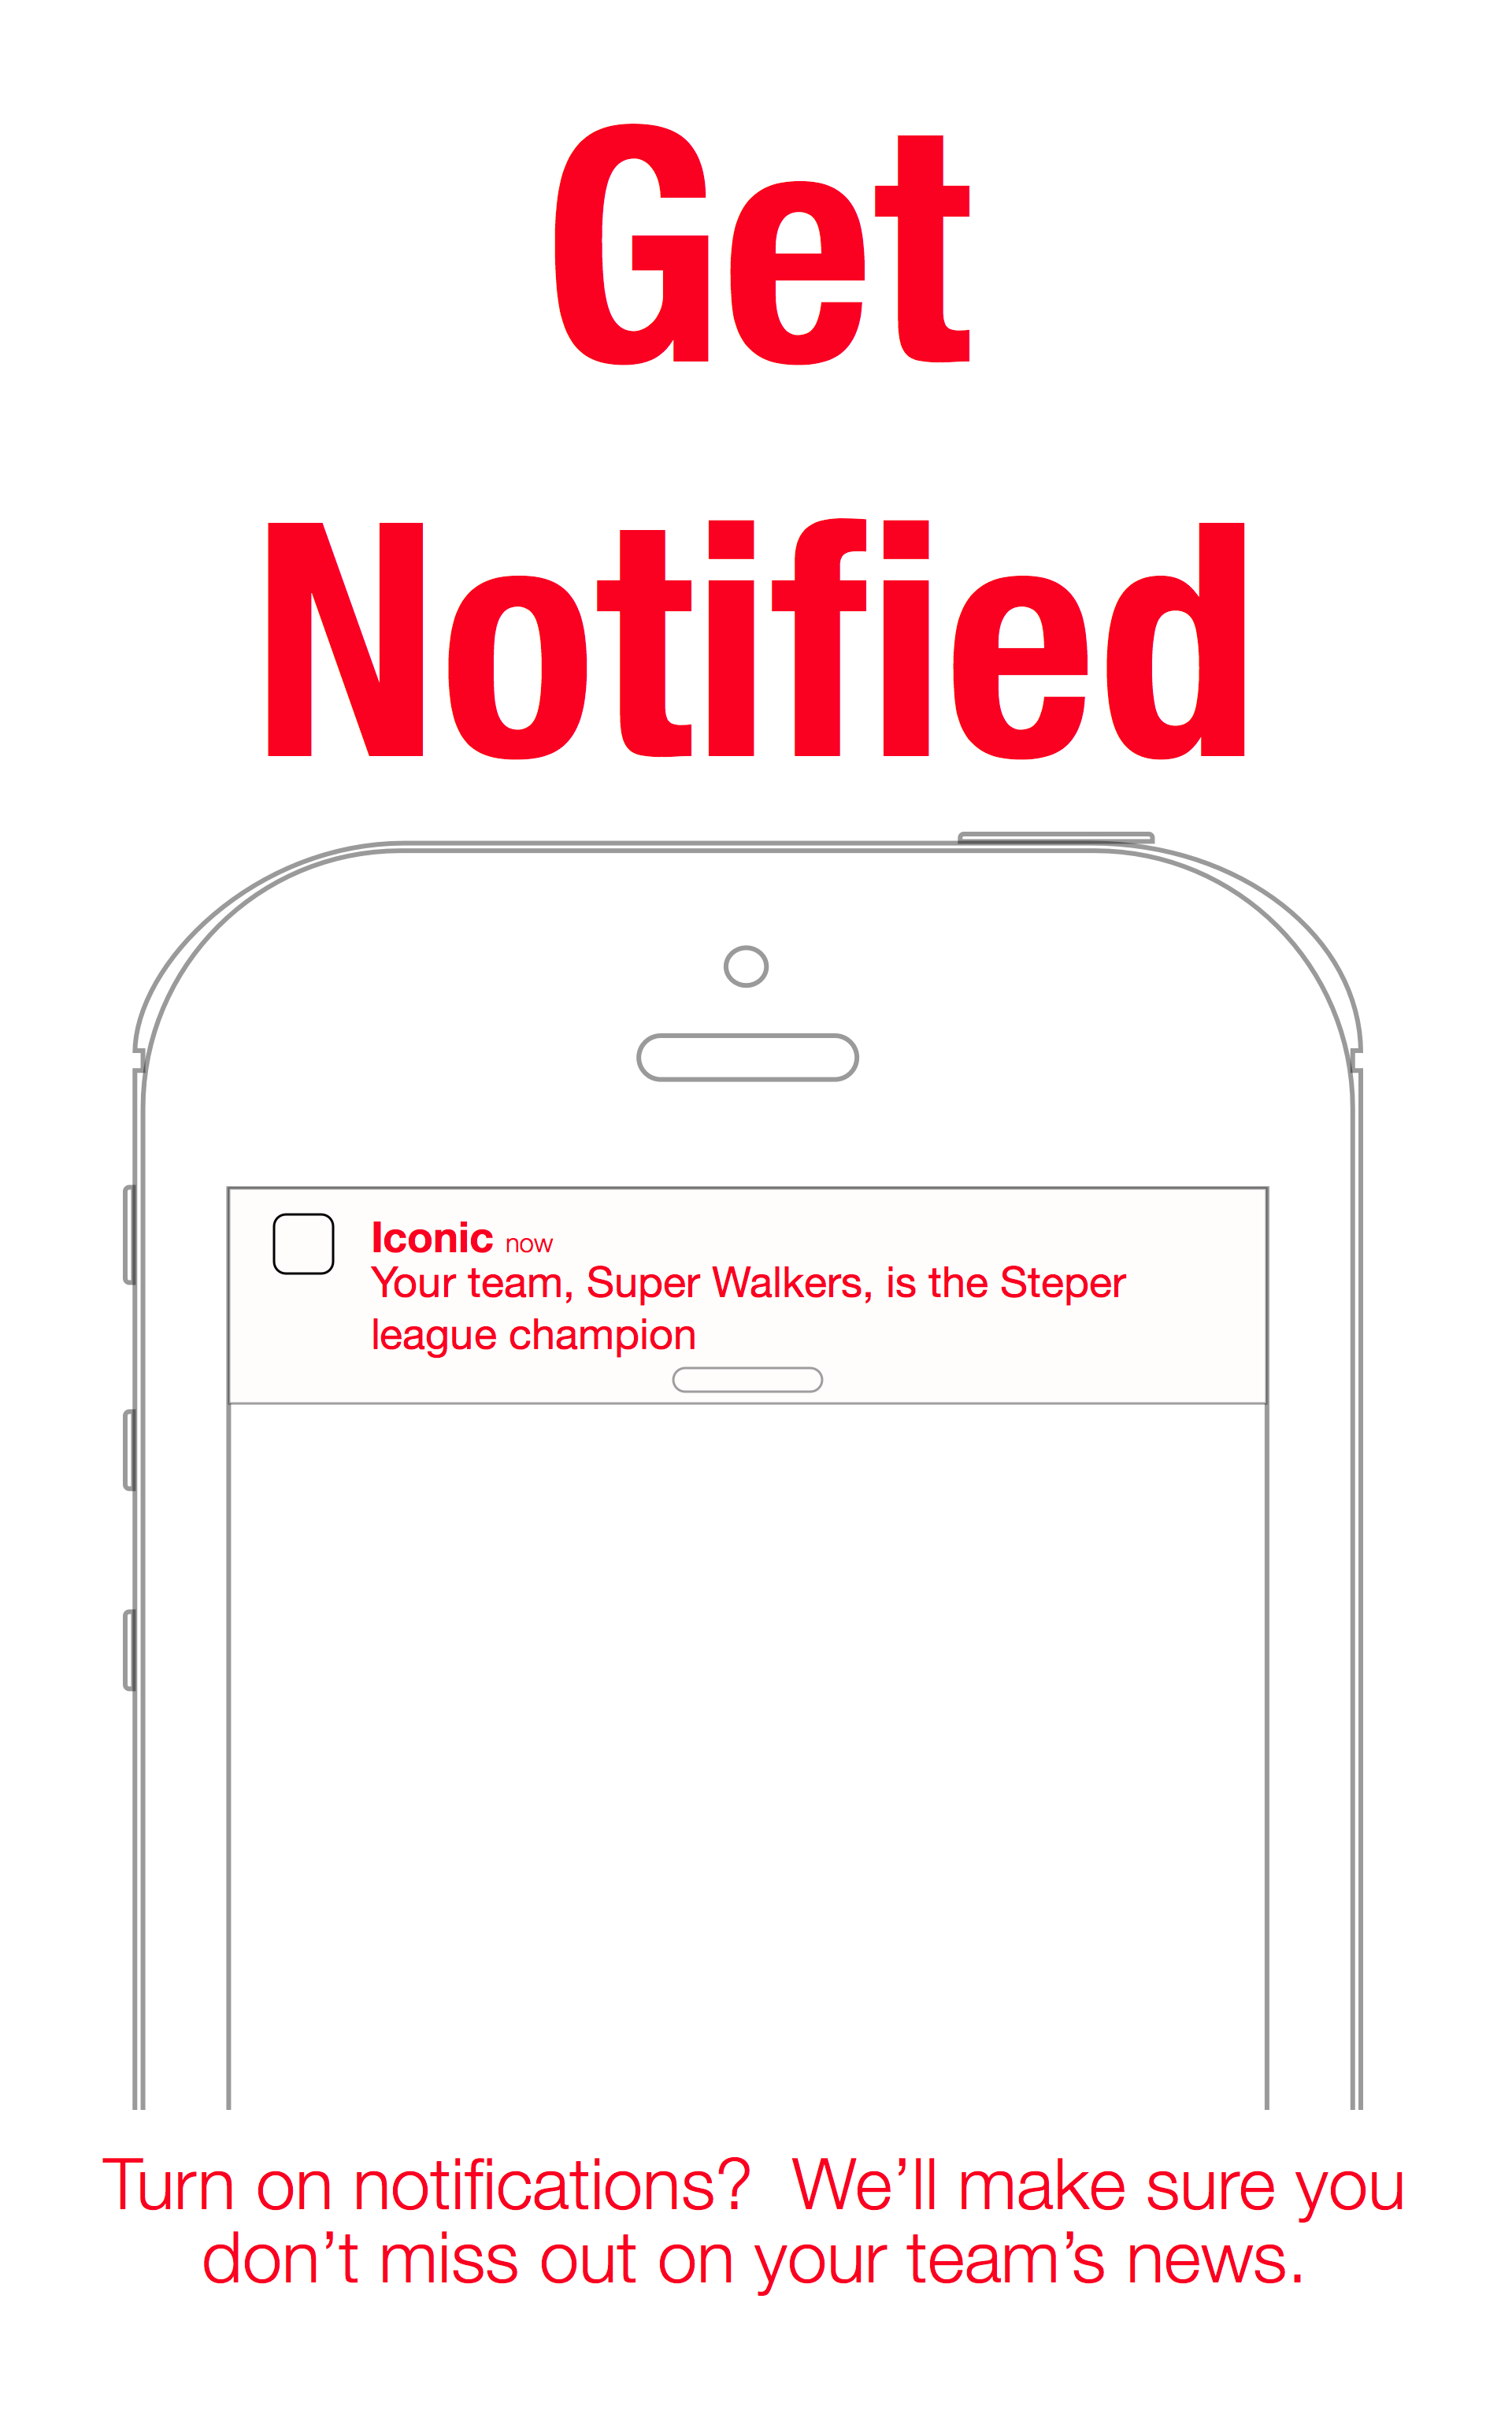 Get
Notified
Iconic now
Your team, Super Walkers, is the Steper
league champion
Turn on notifications?  We’ll make sure you
don’t miss out on your team’s news.